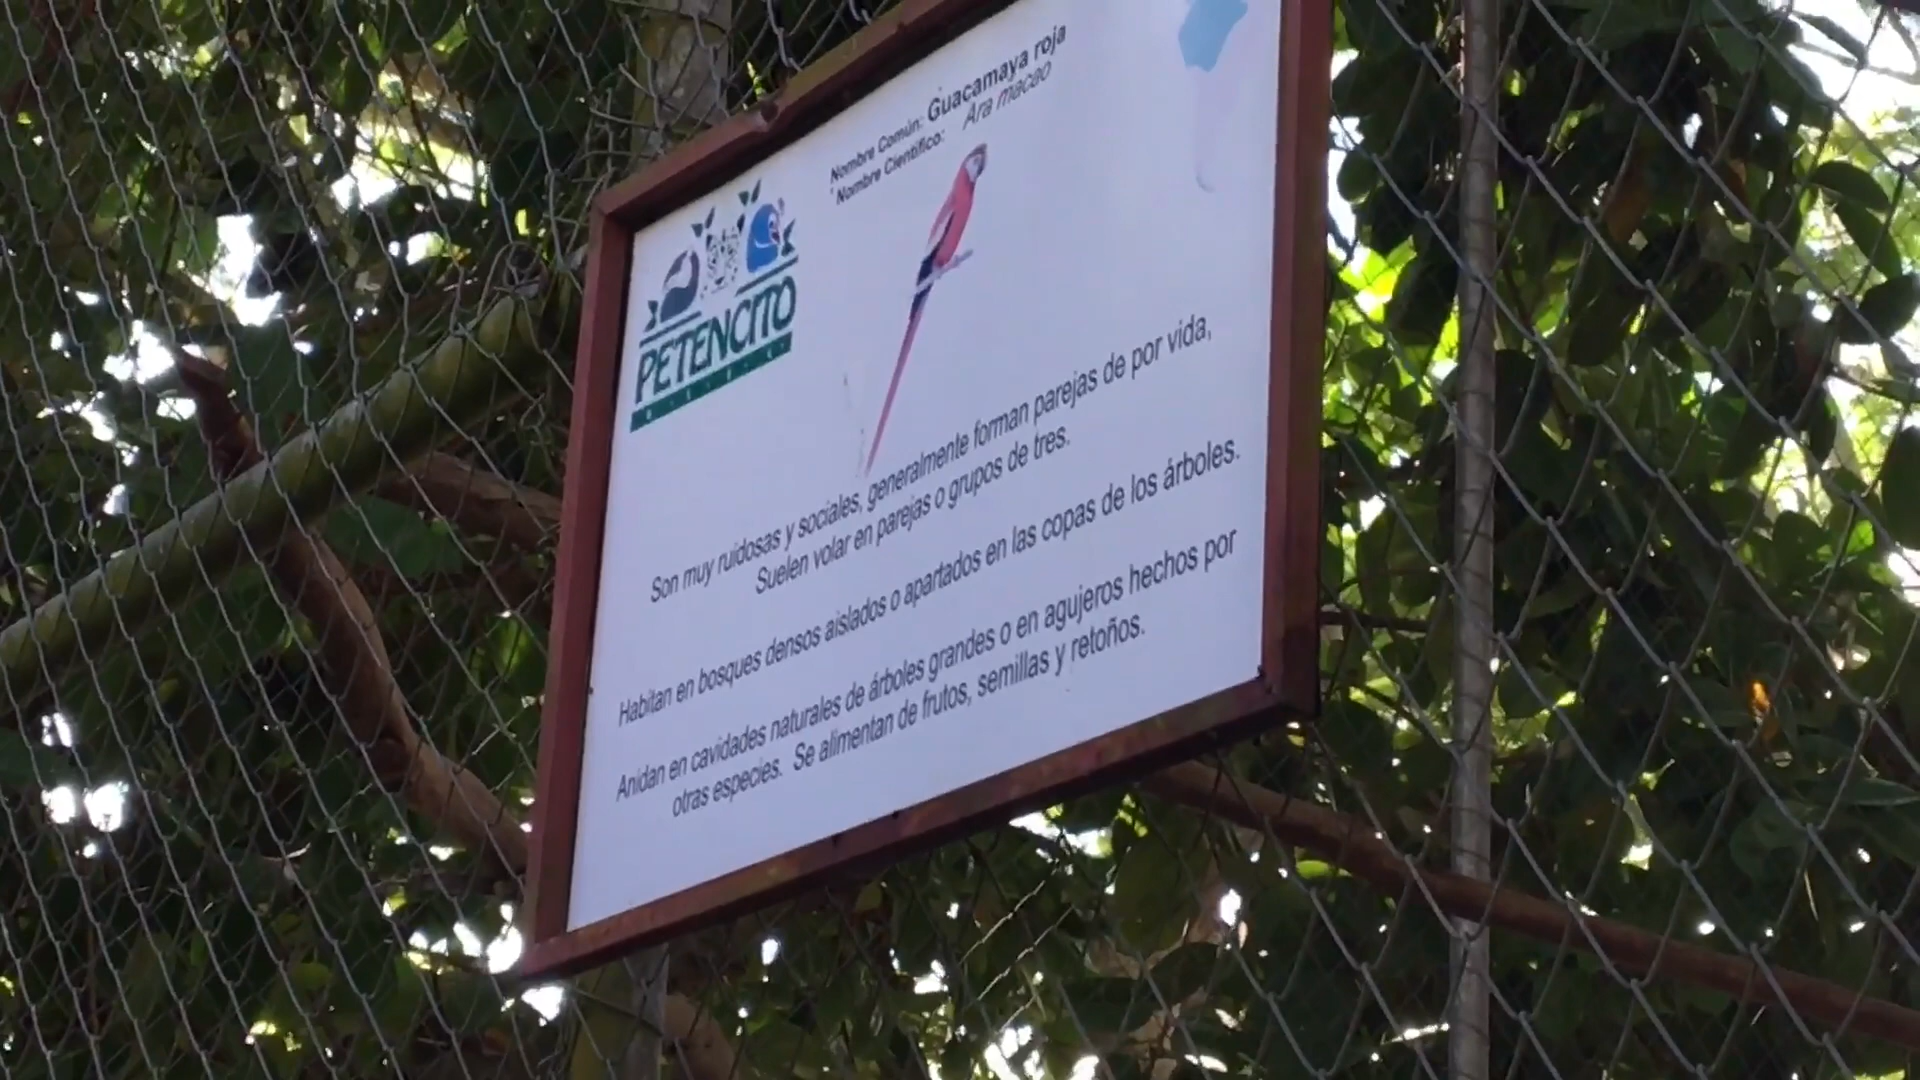 Nombre Común: Guacamaya roja
Nombre Científico: Ara macao
PETENCITO
Son muy ruidosas y sociales, generalmente forman parejas de por vida,
Suelen volar en parejas o grupos de tres.
Habitan en bosques densos aislados o apartados en las copas de los árboles.
Anidan en cavidades naturales de árboles grandes o en agujeros hechos por
otras especies. Se alimentan de frutos, semillas y retoños.